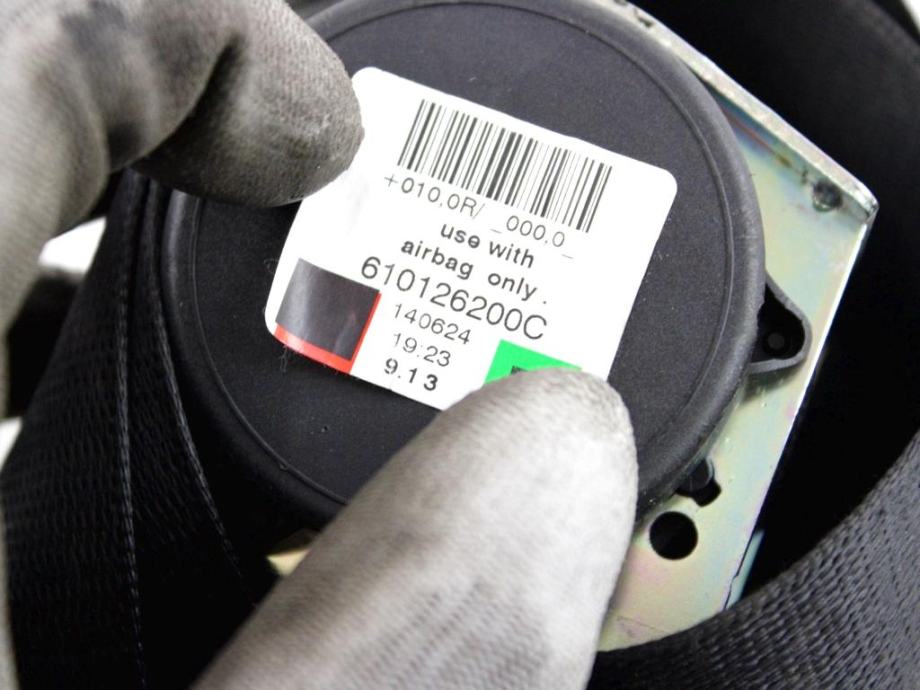 +010,0R/ _000.0_
use with
airbag only.
610126200C
140624
19:23
9.13